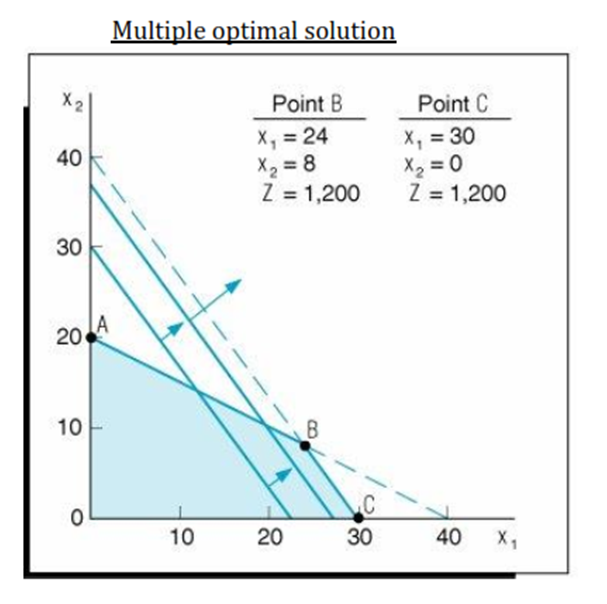 Multiple optimal solution
Point B
x₁ = 24
x₂ = 8
Z = 1,200
Point C
x₁ = 30
x₂ = 0
Z = 1,200
x₂
40
30
20
10
0
A
B
C
10
20
30
40
x₁